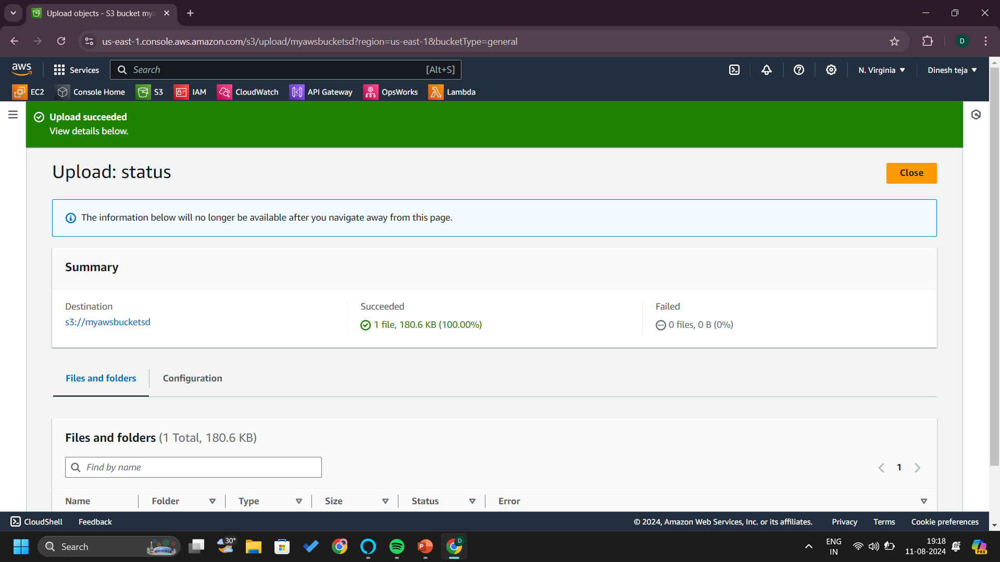 Upload objects - S3 bucket mya
us-east-1.console.aws.amazon.com/s3/upload/myawsbucketsd?region=us-east-1&bucketType=general
D
aws
Services
Search
[Alt+S]
N. Virginia
Dinesh teja
EC2
Console Home
S3
IAM
CloudWatch
API Gateway
OpsWorks
Lambda
Upload succeeded
View details below.
Upload: status
Close
The information below will no longer be available after you navigate away from this page.
Summary
Destination
s3://myawsbucketsd
Succeeded
1 file, 180.6 KB (100.00%)
Failed
0 files, 0 B (0%)
Files and folders
Configuration
Files and folders (1 Total, 180.6 KB)
Find by name
1
Name
Folder
Type
Size
Status
Error
CloudShell
Feedback
© 2024, Amazon Web Services, Inc. or its affiliates.
Privacy
Terms
Cookie preferences
Search
30°
P
D
ENG
IN
19:18
11-08-2024
PRE